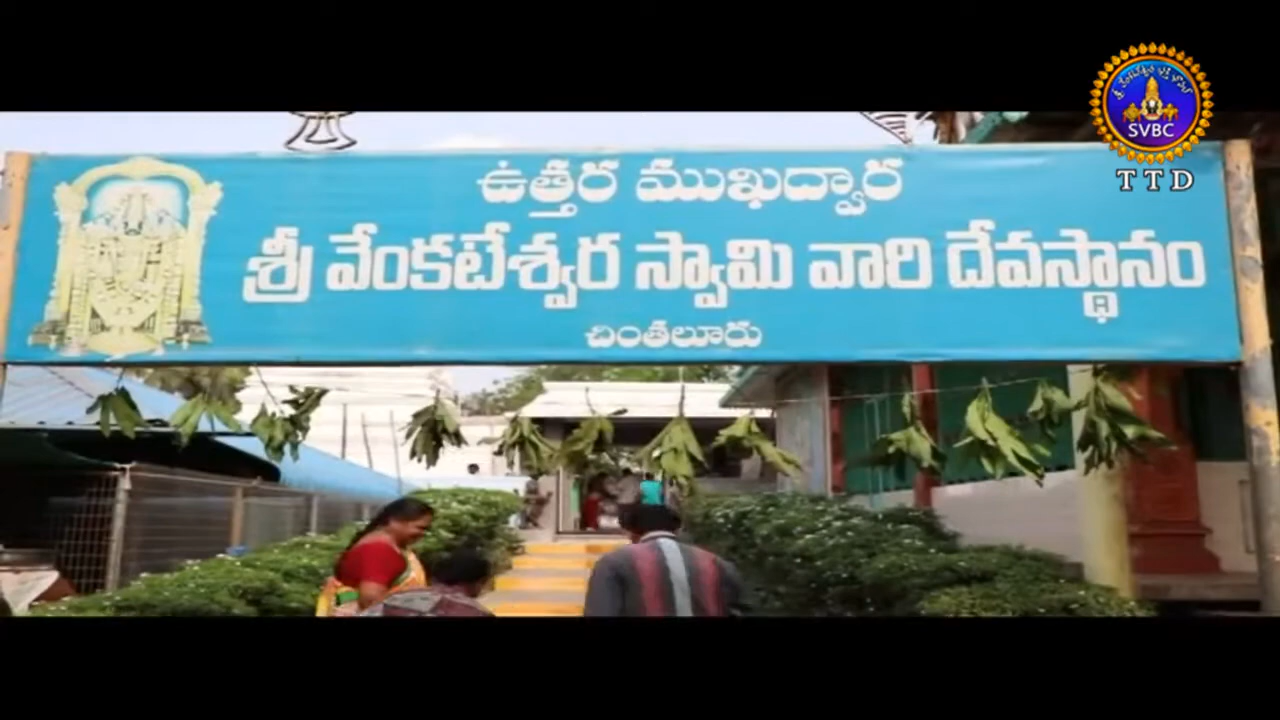 ఉత్తర ముఖద్వార
శ్రీ వేంకటేశ్వర స్వామి వారి దేవస్థానం
చింతలూరు
SVBC
TTD